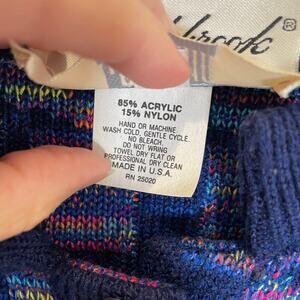 ®
85% ACRYLIC
15% NYLON
HAND OR MACHINE
WASH COLD, GENTLE CYCLE.
NO BLEACH.
DO NOT WRING
TOWEL DRY FLAT OR
PROFESSIONAL DRY CLEAN
MADE IN U.S.A.
RN 25020